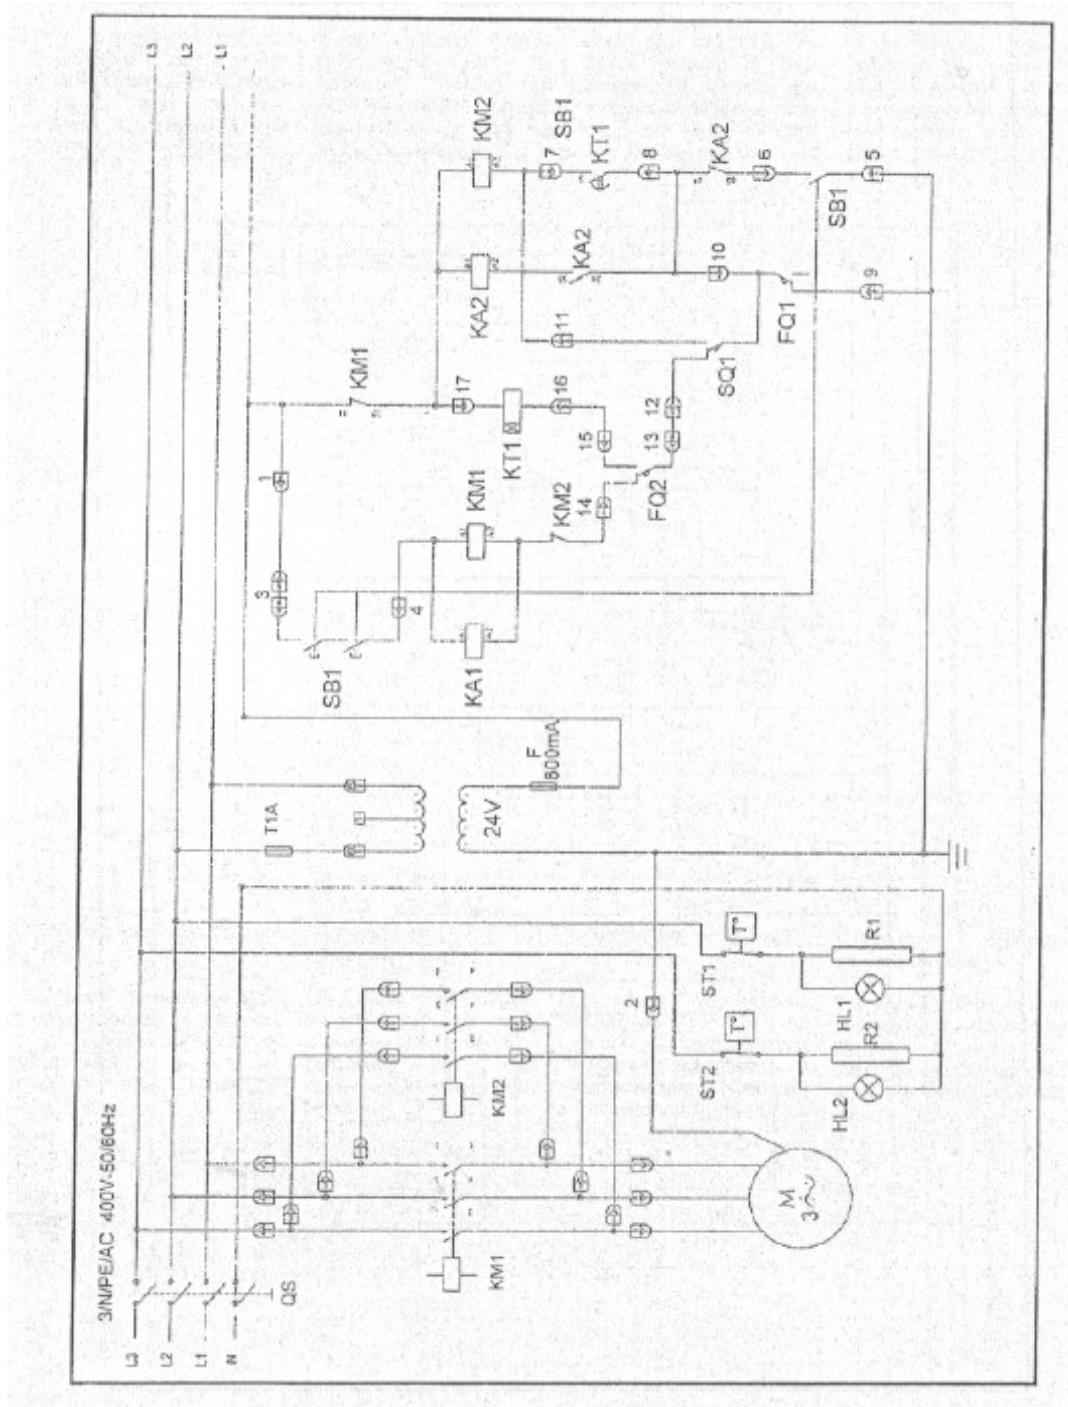 3/N/PE/AC 400V-50/60Hz
L3
L2
L1
N
QS
L3
L2
L1
KM1
KM2
M
3~
2
ST2
T°
HL2
R2
ST1
T°
HL1
R1
T1A
24V
F
800mA
SB1
3
1
4
KA1
KM1
KM2
14
FQ2
13
12
15
16
KT1
17
KM1
SQ1
11
KA2
KA2
10
FQ1
9
KM2
7
SB1
KT1
8
KA2
6
SB1
5